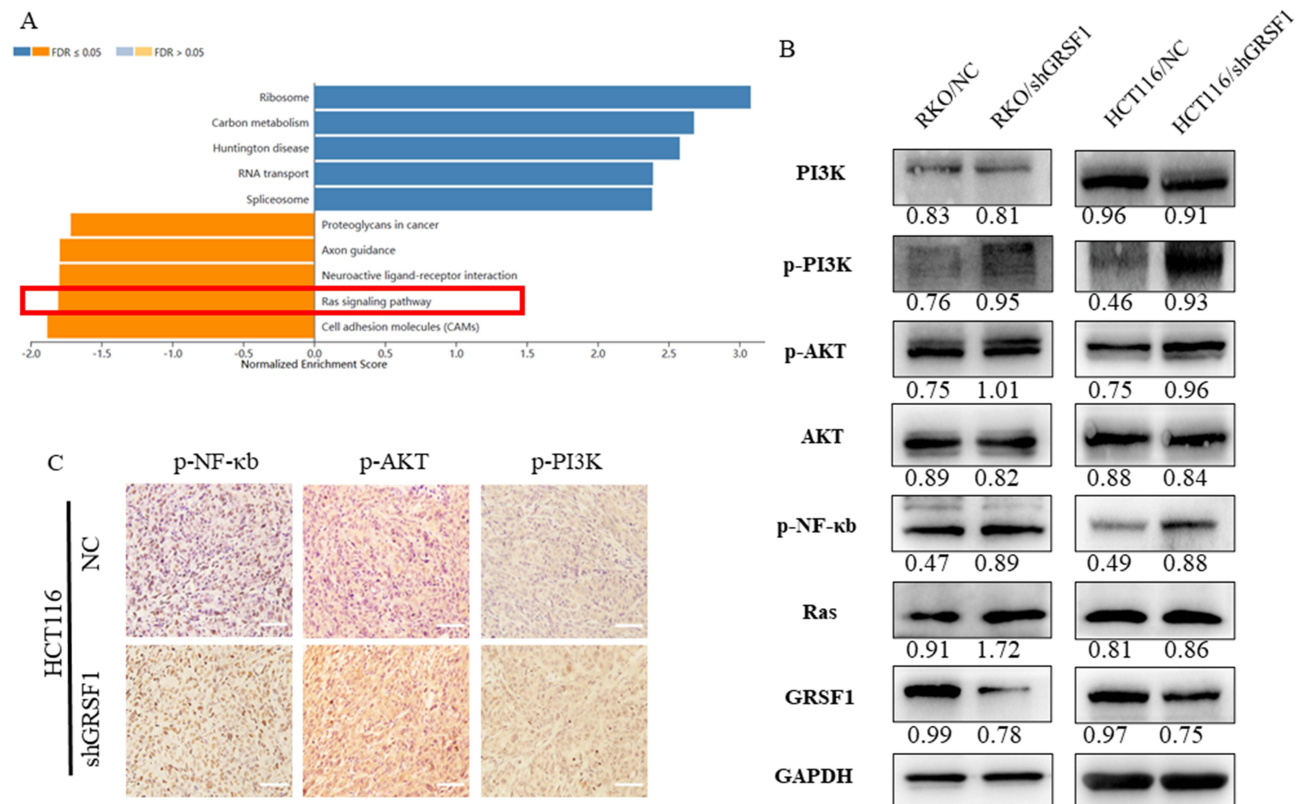 A
FDR ≤ 0.05 FDR > 0.05
Ribosome
Carbon metabolism
Huntington disease
RNA transport
Spliceosome
Proteoglycans in cancer
Axon guidance
Neuroactive ligand-receptor interaction
Ras signaling pathway
Cell adhesion molecules (CAMs)
-2.0 -1.5 -1.0 -0.5 0.0 0.5 1.0 1.5 2.0 2.5 3.0
Normalized Enrichment Score
B
RKO/NC RKO/shGRSF1 HCT116/NC HCT116/shGRSF1
PI3K
0.83 0.81 0.96 0.91
p-PI3K
0.76 0.95 0.46 0.93
p-AKT
0.75 1.01 0.75 0.96
AKT
0.89 0.82 0.88 0.84
p-NF-κb
0.47 0.89 0.49 0.88
Ras
0.91 1.72 0.81 0.86
GRSF1
0.99 0.78 0.97 0.75
GAPDH
C
p-NF-κb p-AKT p-PI3K
HCT116
NC
shGRSF1